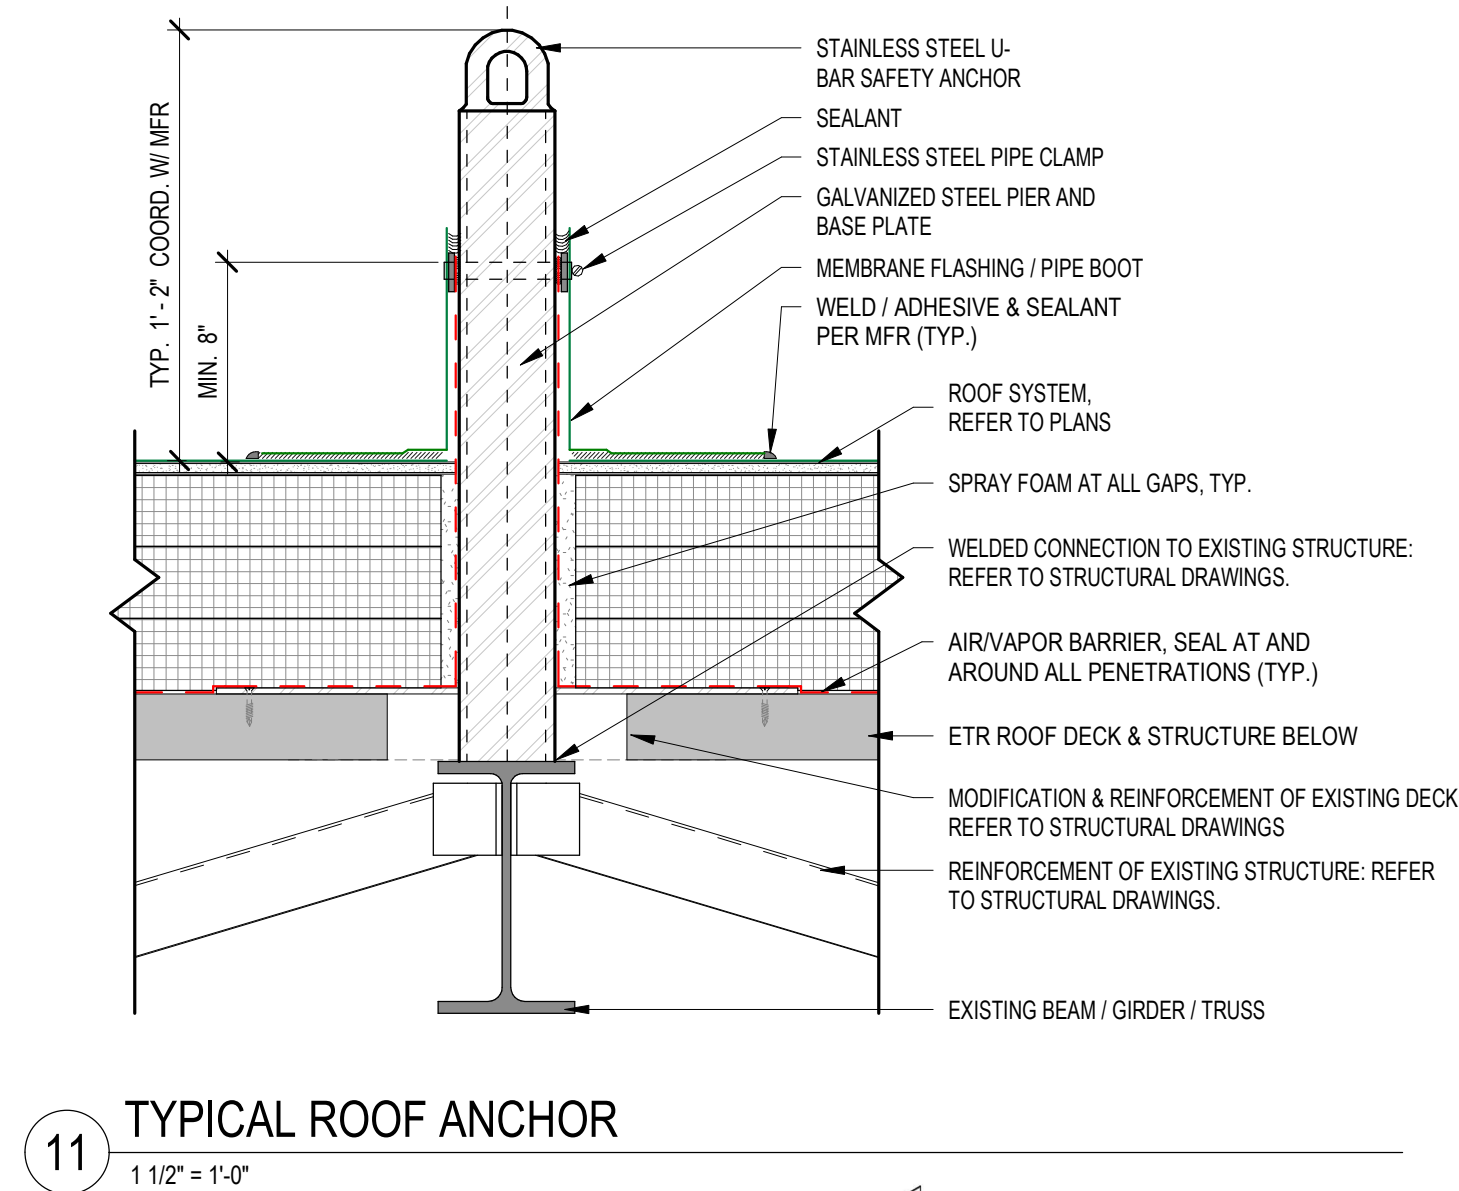 STAINLESS STEEL U-
BAR SAFETY ANCHOR
SEALANT
STAINLESS STEEL PIPE CLAMP
GALVANIZED STEEL PIER AND
BASE PLATE
MEMBRANE FLASHING / PIPE BOOT
WELD / ADHESIVE & SEALANT
PER MFR (TYP.)
ROOF SYSTEM,
REFER TO PLANS
SPRAY FOAM AT ALL GAPS, TYP.
WELDED CONNECTION TO EXISTING STRUCTURE:
REFER TO STRUCTURAL DRAWINGS.
AIR/VAPOR BARRIER, SEAL AT AND
AROUND ALL PENETRATIONS (TYP.)
ETR ROOF DECK & STRUCTURE BELOW
MODIFICATION & REINFORCEMENT OF EXISTING DECK
REFER TO STRUCTURAL DRAWINGS
REINFORCEMENT OF EXISTING STRUCTURE: REFER
TO STRUCTURAL DRAWINGS.
EXISTING BEAM / GIRDER / TRUSS
TYP. 1' - 2" COORD. W/ MFR
MIN. 8"
11
TYPICAL ROOF ANCHOR
1 1/2" = 1'-0"